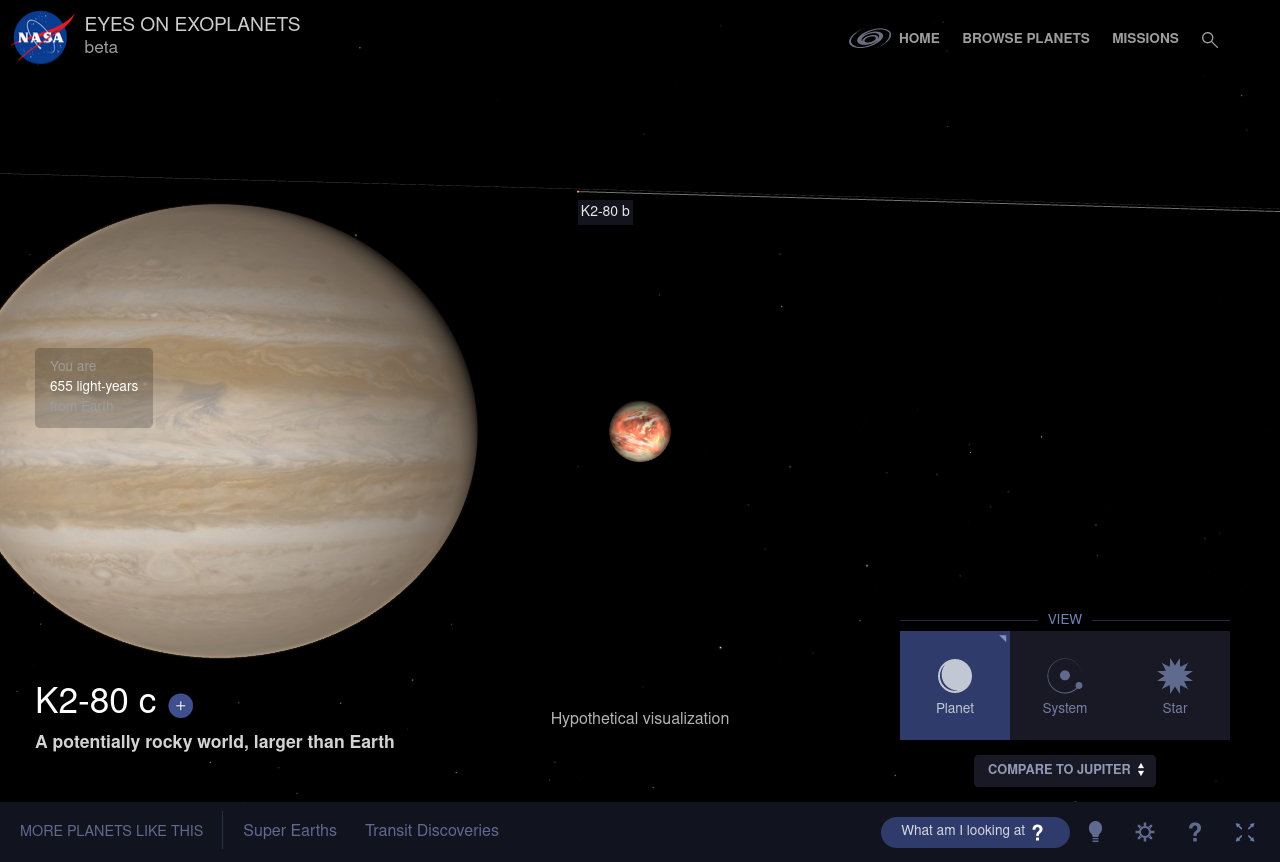 NASA
EYES ON EXOPLANETS
beta
HOME
BROWSE PLANETS
MISSIONS
K2-80 b
You are
655 light-years
from Earth
VIEW
Planet
System
Star
K2-80 c +
A potentially rocky world, larger than Earth
Hypothetical visualization
COMPARE TO JUPITER
MORE PLANETS LIKE THIS
Super Earths
Transit Discoveries
What am I looking at ?
?